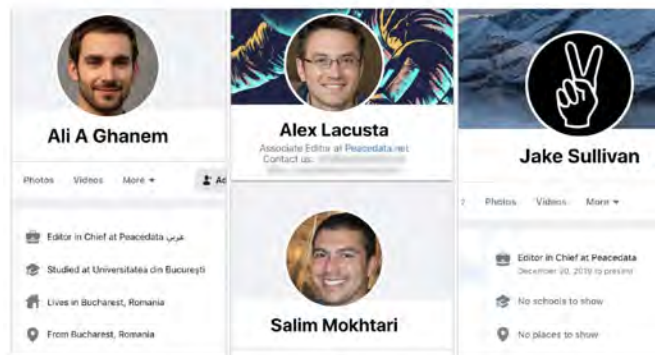 Ali A Ghanem
Photos Videos More
Editor in Chief at Peacedata عربي
Studied at Universitatea din București
Lives in Bucharest, Romania
From Bucharest, Romania
Alex Lacusta
Associate Editor at Peacedata.net
Contact us:
Salim Mokhtari
Jake Sullivan
Photos Videos More
Editor in Chief at Peacedata
December 20, 2019 to present
No schools to show
No places to show